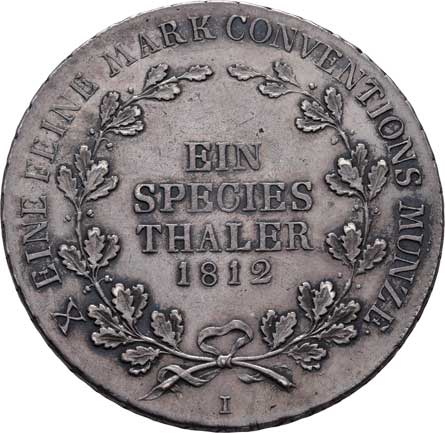 X EINE FEINE MARK CONVENTIONS MUNZE.
EIN
SPECIES
THALER
1812
I